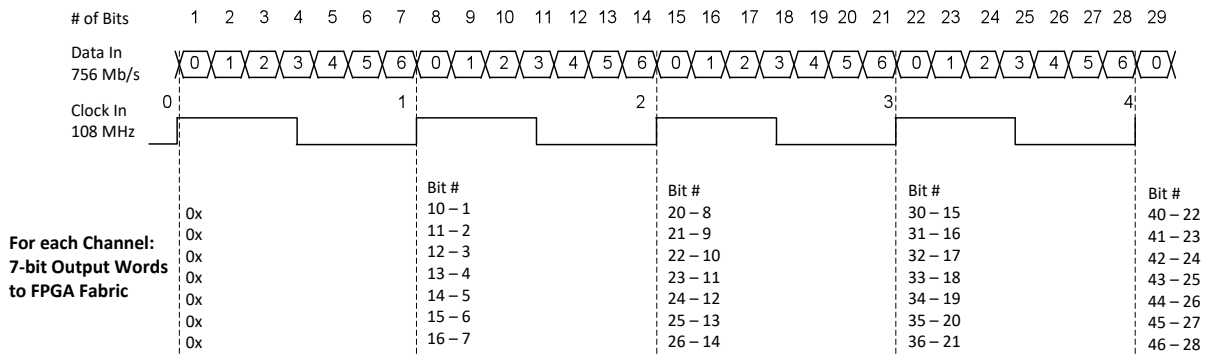 # of Bits 1 2 3 4 5 6 7 8 9 10 11 12 13 14 15 16 17 18 19 20 21 22 23 24 25 26 27 28 29
Data In
756 Mb/s
0 1 2 3 4 5 6 0 1 2 3 4 5 6 0 1 2 3 4 5 6 0 1 2 3 4 5 6 0
0 1 2 3 4
Clock In
108 MHz
For each Channel:
7-bit Output Words
to FPGA Fabric
0x
0x
0x
0x
0x
0x
0x
Bit #
10 – 1
11 – 2
12 – 3
13 – 4
14 – 5
15 – 6
16 – 7
Bit #
20 – 8
21 – 9
22 – 10
23 – 11
24 – 12
25 – 13
26 – 14
Bit #
30 – 15
31 – 16
32 – 17
33 – 18
34 – 19
35 – 20
36 – 21
Bit #
40 – 22
41 – 23
42 – 24
43 – 25
44 – 26
45 – 27
46 – 28